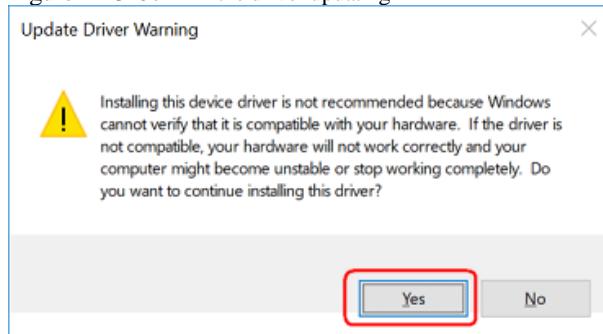 Update Driver Warning
Installing this device driver is not recommended because Windows
cannot verify that it is compatible with your hardware. If the driver is
not compatible, your hardware will not work correctly and your
computer might become unstable or stop working completely. Do
you want to continue installing this driver?
Yes No